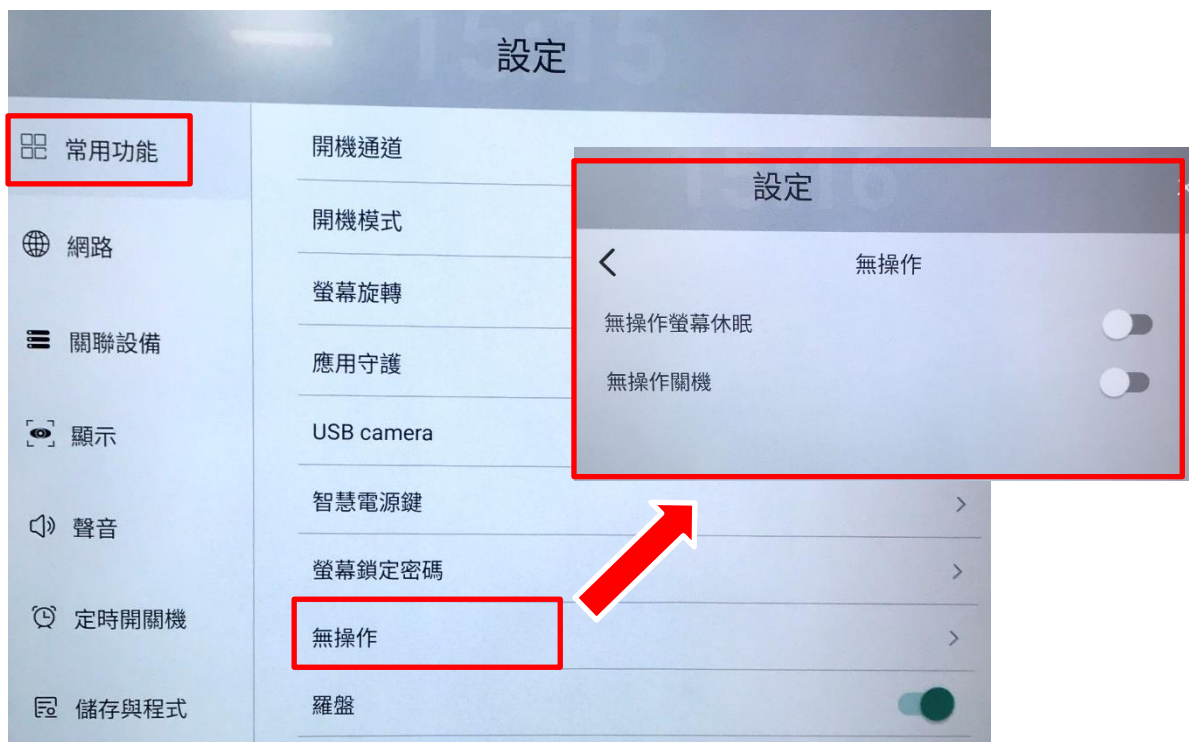 設定
常用功能
網路
關聯設備
顯示
聲音
定時開關機
儲存與程式
開機通道
開機模式
螢幕旋轉
應用守護
USB camera
智慧電源鍵
螢幕鎖定密碼
無操作
羅盤
設定
無操作
無操作螢幕休眠
無操作關機